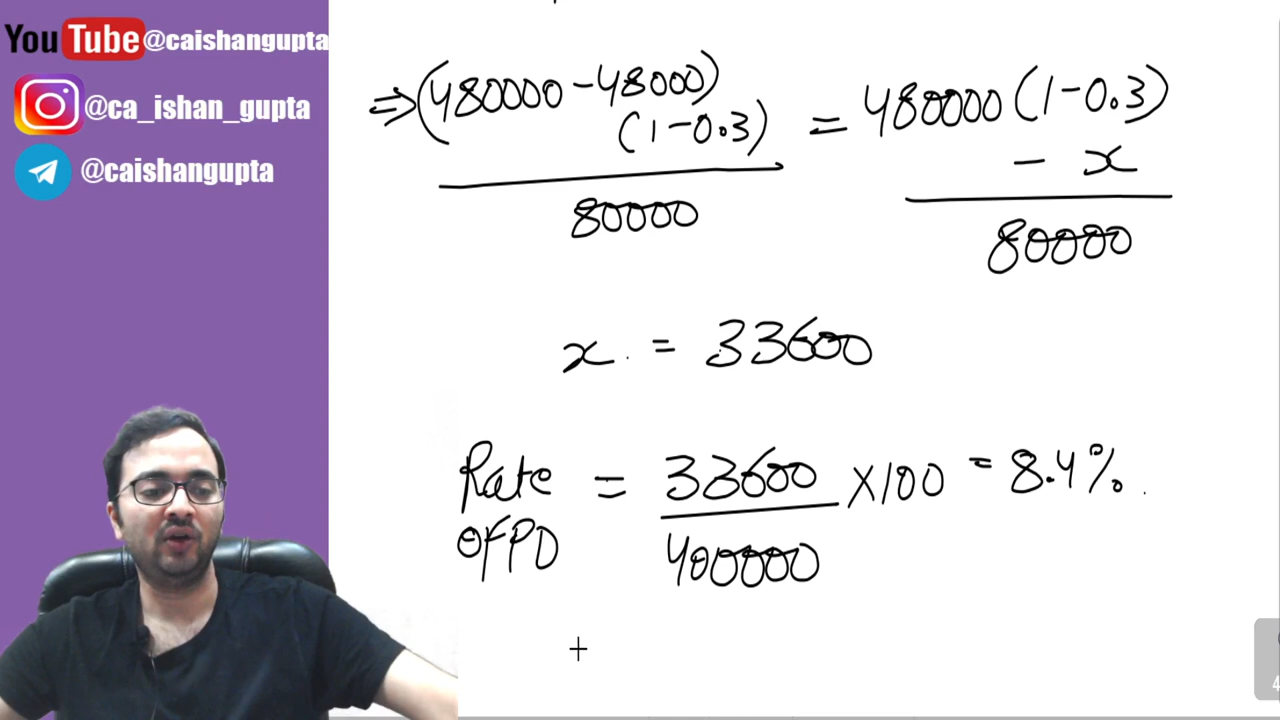 YouTube @caishangupta
@ca_ishan_gupta
@caishangupta
⇒ (480000 - 48000) (1 - 0.3) / 80000 = 480000 (1 - 0.3) - x / 80000
x = 33600
Rate of PD = 33600 / 400000 × 100 = 8.4%
4